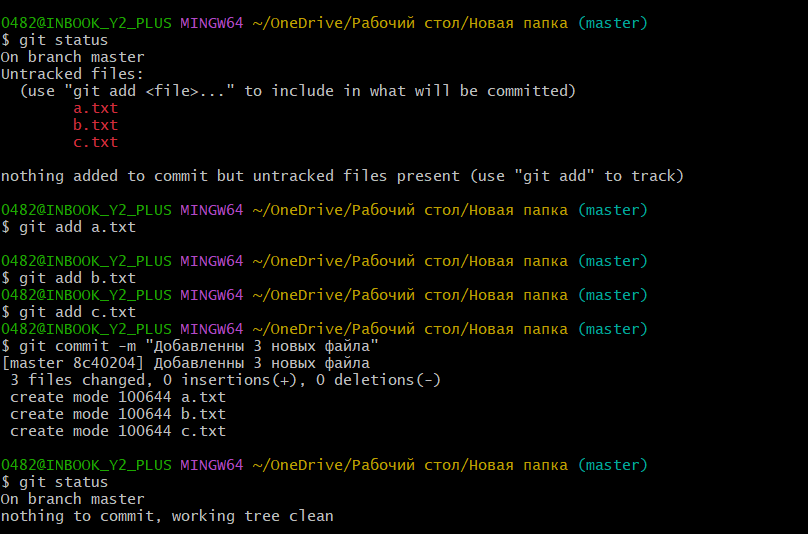 0482@INBOOK_Y2_PLUS MINGW64 ~/OneDrive/Рабочий стол/Новая папка (master)
$ git status
On branch master
Untracked files:
  (use "git add <file>..." to include in what will be committed)
        a.txt
        b.txt
        c.txt

nothing added to commit but untracked files present (use "git add" to track)

0482@INBOOK_Y2_PLUS MINGW64 ~/OneDrive/Рабочий стол/Новая папка (master)
$ git add a.txt

0482@INBOOK_Y2_PLUS MINGW64 ~/OneDrive/Рабочий стол/Новая папка (master)
$ git add b.txt
0482@INBOOK_Y2_PLUS MINGW64 ~/OneDrive/Рабочий стол/Новая папка (master)
$ git add c.txt
0482@INBOOK_Y2_PLUS MINGW64 ~/OneDrive/Рабочий стол/Новая папка (master)
$ git commit -m "Добавленны 3 новых файла"
[master 8c40204] Добавленны 3 новых файла
 3 files changed, 0 insertions(+), 0 deletions(-)
 create mode 100644 a.txt
 create mode 100644 b.txt
 create mode 100644 c.txt

0482@INBOOK_Y2_PLUS MINGW64 ~/OneDrive/Рабочий стол/Новая папка (master)
$ git status
On branch master
nothing to commit, working tree clean